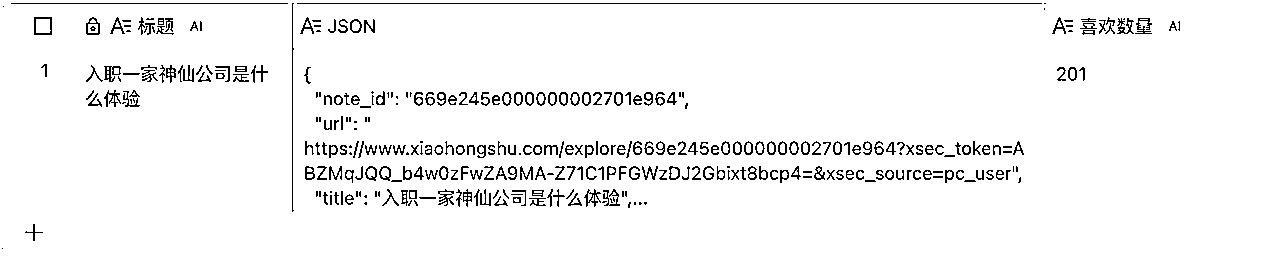 标题 AI JSON 喜欢数量 AI
1 入职一家神仙公司是什么体验 { 201
"note_id": "669e245e000000002701e964",
"url": "
https://www.xiaohongshu.com/explore/669e245e000000002701e964?xsec_token=A
BZMqJQQ_b4w0zFwZA9MA-Z71C1PFGWzDJ2Gbixt8bcp4=&xsec_source=pc_user",
"title": "入职一家神仙公司是什么体验",...